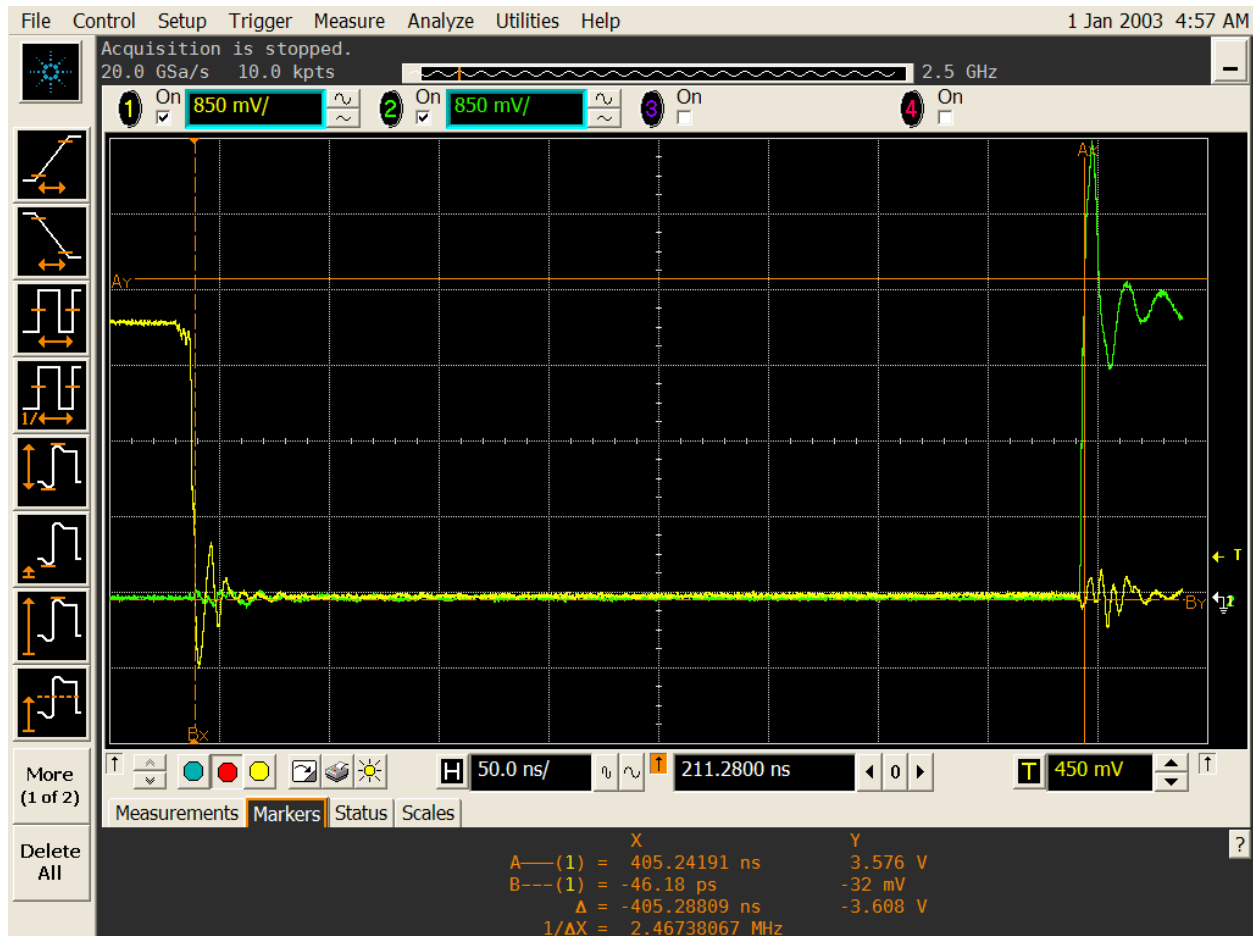 File Control Setup Trigger Measure Analyze Utilities Help 1 Jan 2003 4:57 AM
Acquisition is stopped.
20.0 GSa/s 10.0 kpts 2.5 GHz
1 On 850 mV/ 2 On 850 mV/ 3 On 4 On
Ax
AY
T
BY
Bx
1/
More
(1 of 2)
Delete
All
H 50.0 ns/ 211.2800 ns 0 T 450 mV
Measurements Markers Status Scales
?
X Y
A——(1) = 405.24191 ns 3.576 V
B---(1) = -46.18 ps -32 mV
Δ = -405.28809 ns -3.608 V
1/ΔX = 2.46738067 MHz